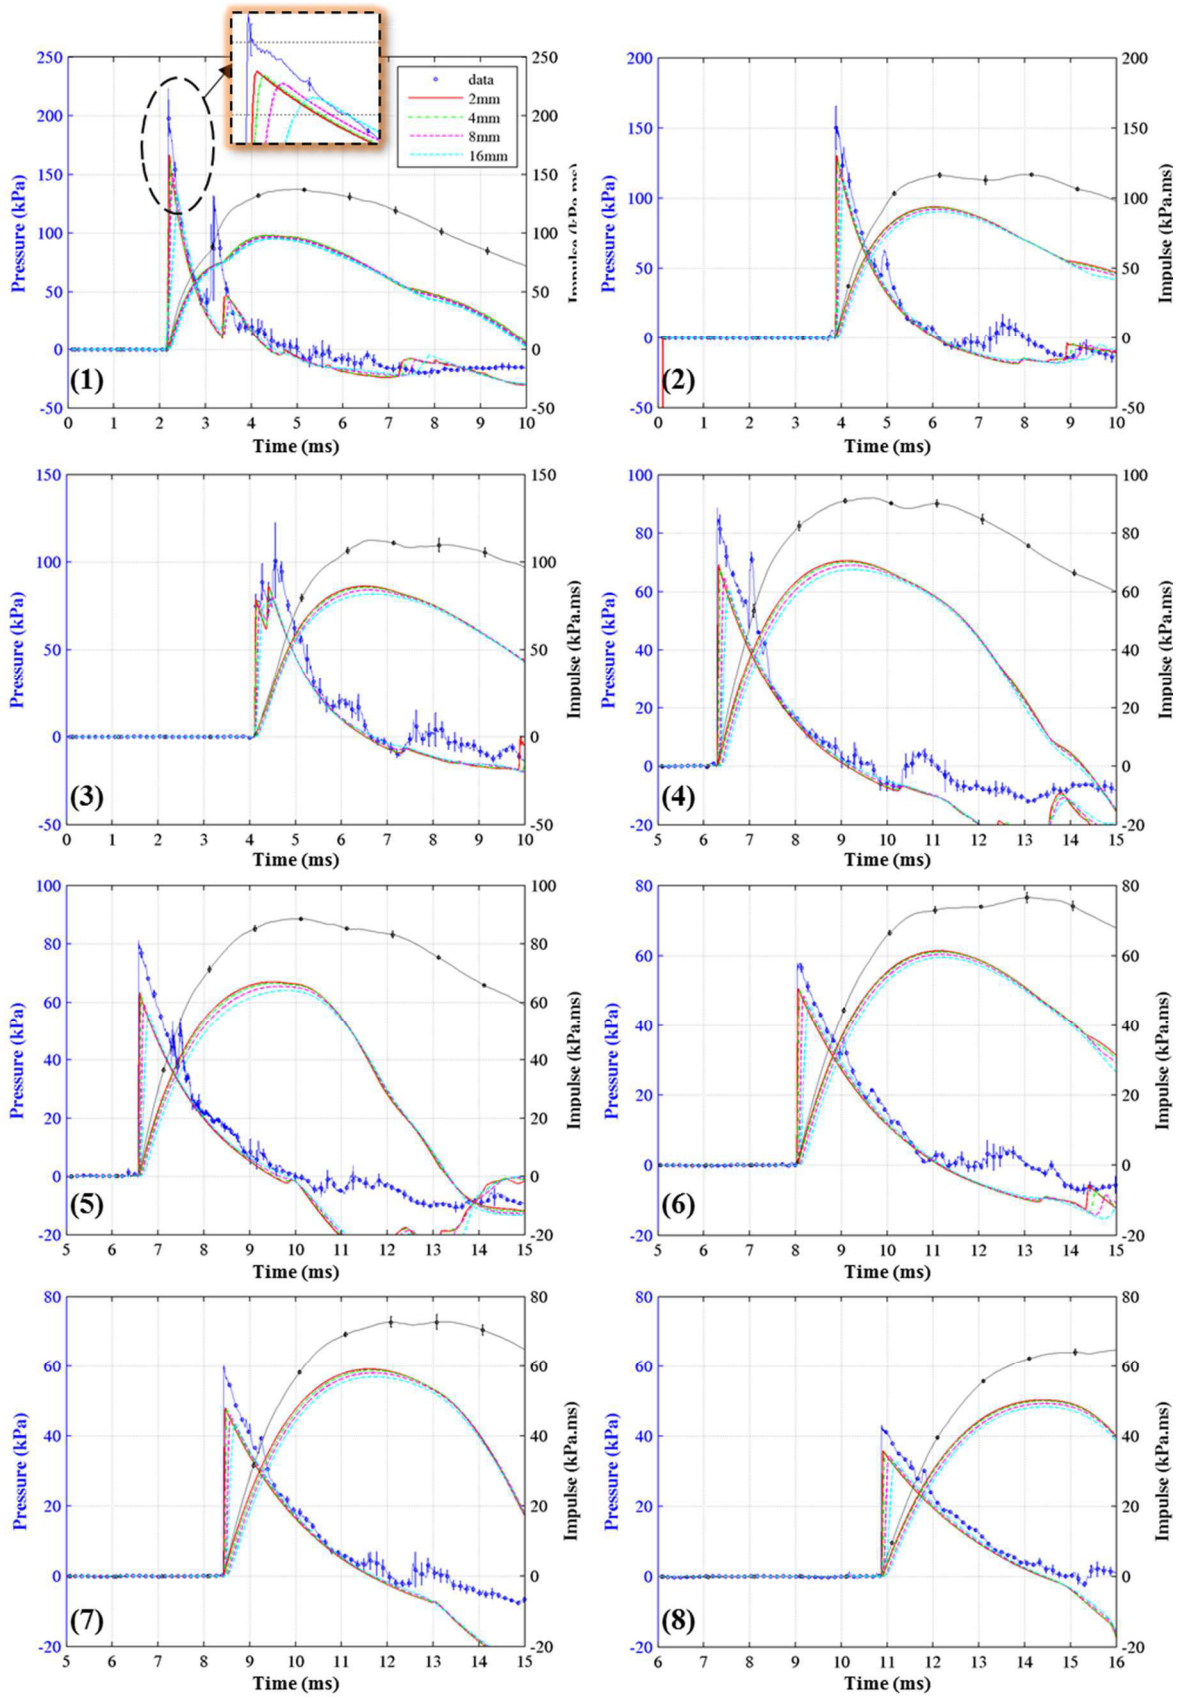 data
2mm
4mm
8mm
16mm
250 200 150 100 50 0 -50
Pressure (kPa)
0 1 2 3 4 5 6 7 8 9 10
Time (ms)
250 200 150 100 50 0 -50
Impulse (kPa.ms)
(1)
200 150 100 50 0 -50
Pressure (kPa)
0 1 2 3 4 5 6 7 8 9 10
Time (ms)
200 150 100 50 0 -50
Impulse (kPa.ms)
(2)
150 100 50 0 -50
Pressure (kPa)
0 1 2 3 4 5 6 7 8 9 10
Time (ms)
150 100 50 0 -50
Impulse (kPa.ms)
(3)
100 80 60 40 20 0 -20
Pressure (kPa)
5 6 7 8 9 10 11 12 13 14 15
Time (ms)
100 80 60 40 20 0 -20
Impulse (kPa.ms)
(4)
100 80 60 40 20 0 -20
Pressure (kPa)
5 6 7 8 9 10 11 12 13 14 15
Time (ms)
100 80 60 40 20 0 -20
Impulse (kPa.ms)
(5)
80 60 40 20 0 -20
Pressure (kPa)
5 6 7 8 9 10 11 12 13 14 15
Time (ms)
80 60 40 20 0 -20
Impulse (kPa.ms)
(6)
80 60 40 20 0 -20
Pressure (kPa)
5 6 7 8 9 10 11 12 13 14 15
Time (ms)
80 60 40 20 0 -20
Impulse (kPa.ms)
(7)
80 60 40 20 0 -20
Pressure (kPa)
6 7 8 9 10 11 12 13 14 15 16
Time (ms)
80 60 40 20 0 -20
Impulse (kPa.ms)
(8)